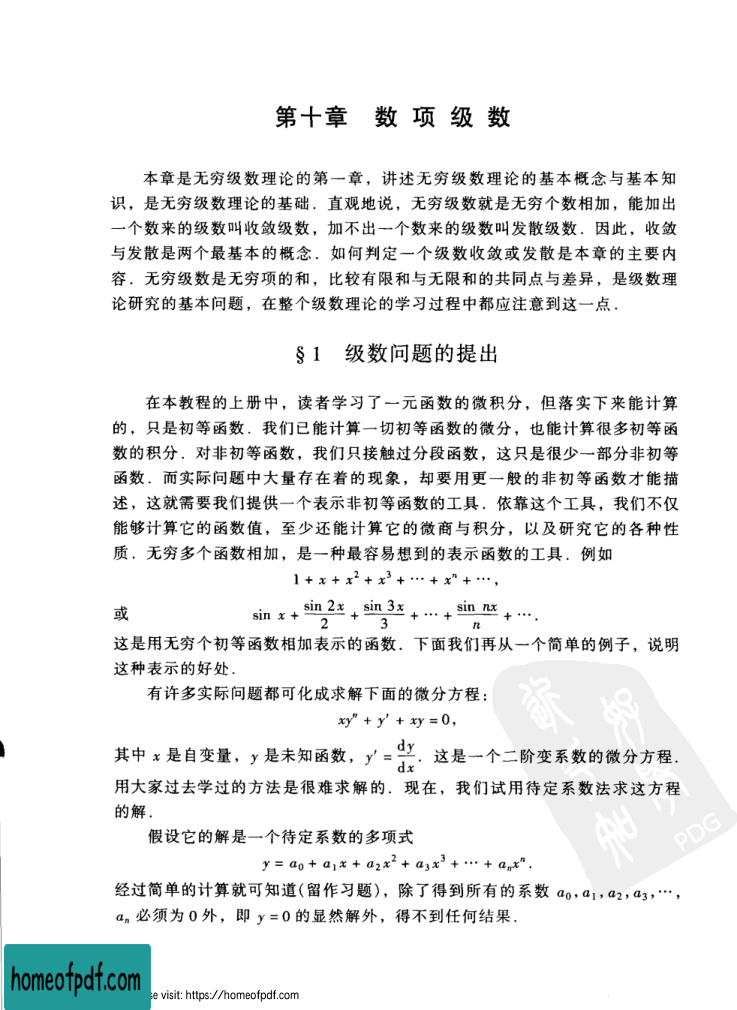 第十章 数项级数
本章是无穷级数理论的第一章，讲述无穷级数理论的基本概念与基本知
识，是无穷级数理论的基础．直观地说，无穷级数就是无穷个数相加，能加出
一个数来的级数叫收敛级数，加不出一个数来的级数叫发散级数．因此，收敛
与发散是两个最基本的概念．如何判定一个级数收敛或发散是本章的主要内
容．无穷级数是无穷项的和，比较有限和与无限和的共同点与差异，是级数理
论研究的基本问题，在整个级数理论的学习过程中都应注意到这一点．
§1 级数问题的提出
在本教程的上册中，读者学习了一元函数的微积分，但落实下来能计算
的，只是初等函数．我们已能计算一切初等函数的微分，也能计算很多初等函
数的积分．对非初等函数，我们只接触过分段函数，这只是很少一部分非初等
函数．而实际问题中大量存在着的现象，却要用更一般的非初等函数才能描
述，这就需要我们提供一个表示非初等函数的工具．依靠这个工具，我们不仅
能够计算它的函数值，至少还能计算它的微商与积分，以及研究它的各种性
质．无穷多个函数相加，是一种最容易想到的表示函数的工具．例如
1 + x + x² + x³ + ⋯ + xⁿ + ⋯,
或 sin x + sin 2x/2 + sin 3x/3 + ⋯ + sin nx/n + ⋯.
这是用无穷个初等函数相加表示的函数．下面我们再从一个简单的例子，说明
这种表示的好处．
有许多实际问题都可化成求解下面的微分方程：
xy″ + y′ + xy = 0,
其中 x 是自变量，y 是未知函数，y′ = dy/dx．这是一个二阶变系数的微分方程．
用大家过去学过的方法是很难求解的．现在，我们试用待定系数法求这方程
的解．
假设它的解是一个待定系数的多项式
y = a₀ + a₁x + a₂x² + a₃x³ + ⋯ + aₙxⁿ.
经过简单的计算就可知道(留作习题)，除了得到所有的系数 a₀, a₁, a₂, a₃, ⋯,
aₙ 必须为 0 外，即 y = 0 的显然解外，得不到任何结果．
PDG
homeofpdf.com
se visit: https://homeofpdf.com